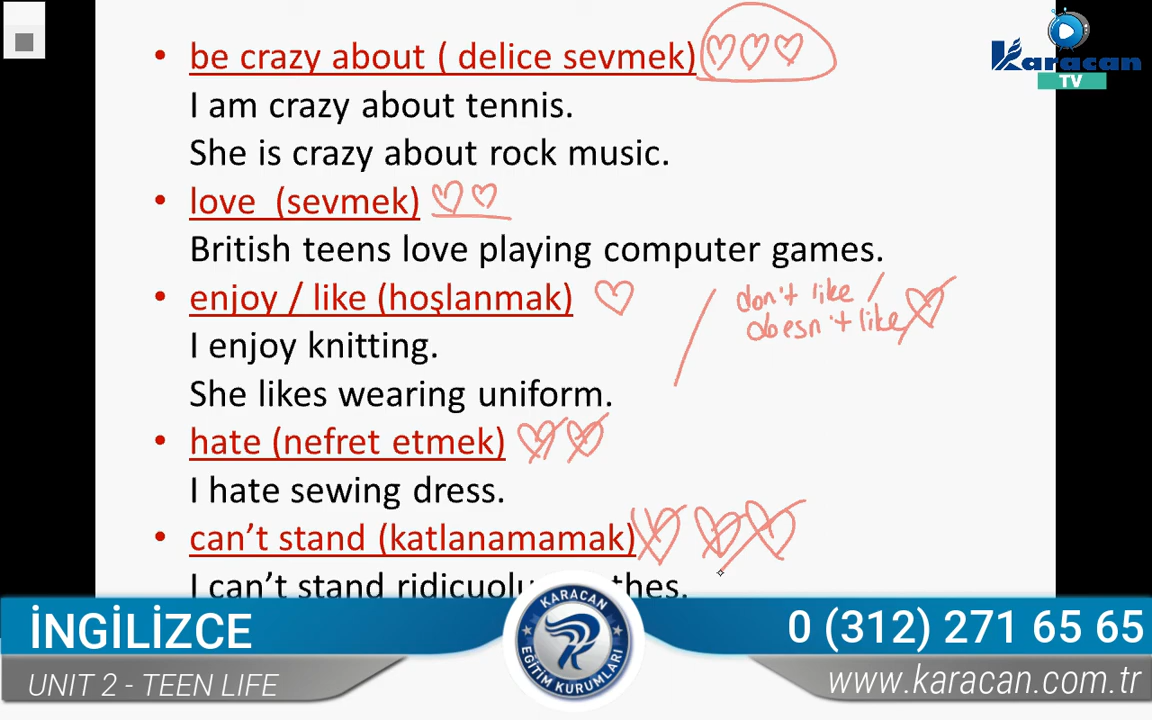 • be crazy about ( delice sevmek)
I am crazy about tennis.
She is crazy about rock music.
• love (sevmek)
British teens love playing computer games.
• enjoy / like (hoşlanmak)
don't like /
doesn't like
I enjoy knitting.
She likes wearing uniform.
• hate (nefret etmek)
I hate sewing dress.
• can’t stand (katlanamamak)
I can’t stand
Karacan
TV
İNGİLİZCE
UNIT 2 - TEEN LIFE
KARACAN
EĞİTİM KURUMLARI
0 (312) 271 65 65
www.karacan.com.tr